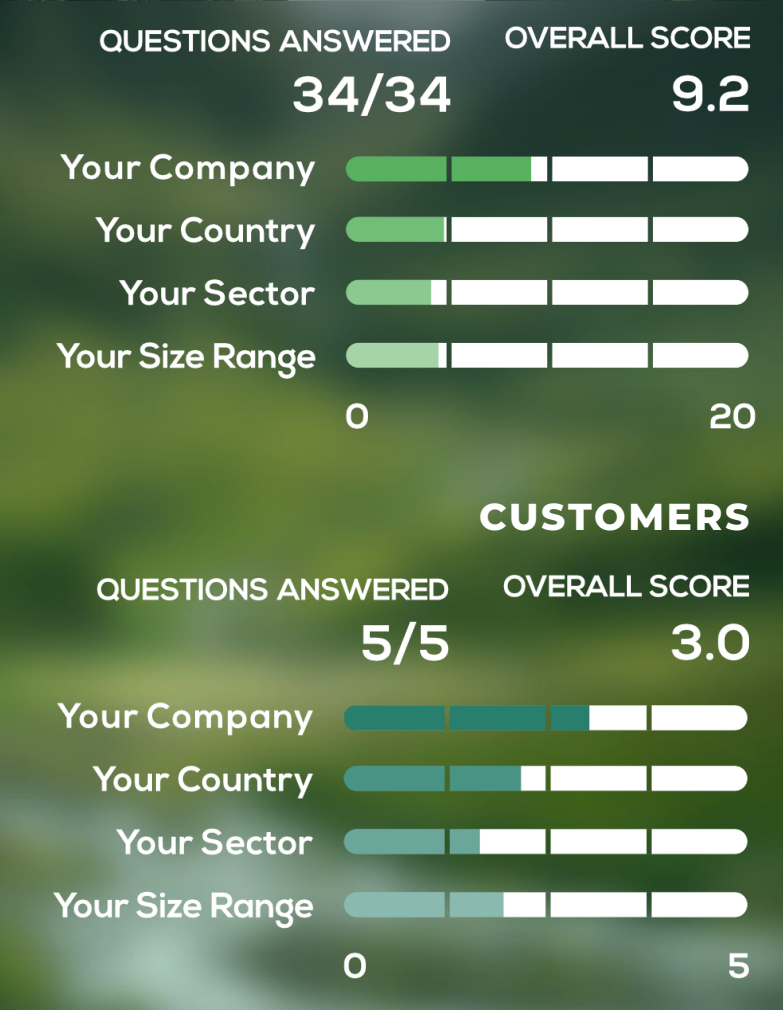 QUESTIONS ANSWERED OVERALL SCORE
34/34 9.2
Your Company
Your Country
Your Sector
Your Size Range
0 20
CUSTOMERS
QUESTIONS ANSWERED OVERALL SCORE
5/5 3.0
Your Company
Your Country
Your Sector
Your Size Range
0 5